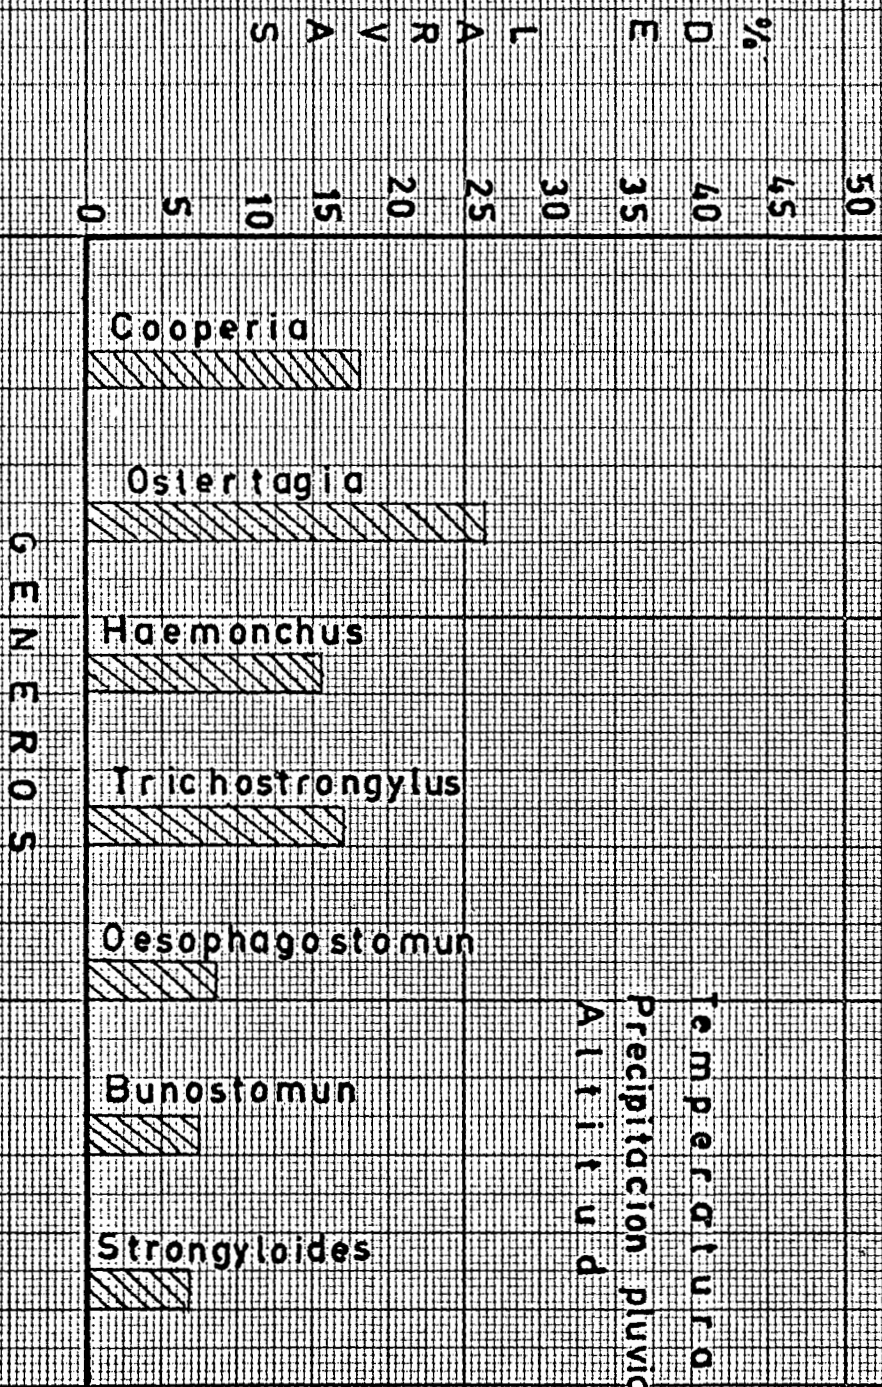 % DE LARVAS
50
45
40
35
30
25
20
15
10
5
0
Cooperia
Ostertagia
Haemonchus
Trichostrongylus
Oesophagostomun
Bunostomun
Strongyloides
GENEROS
Temperatura
Precipitacion
Altitud